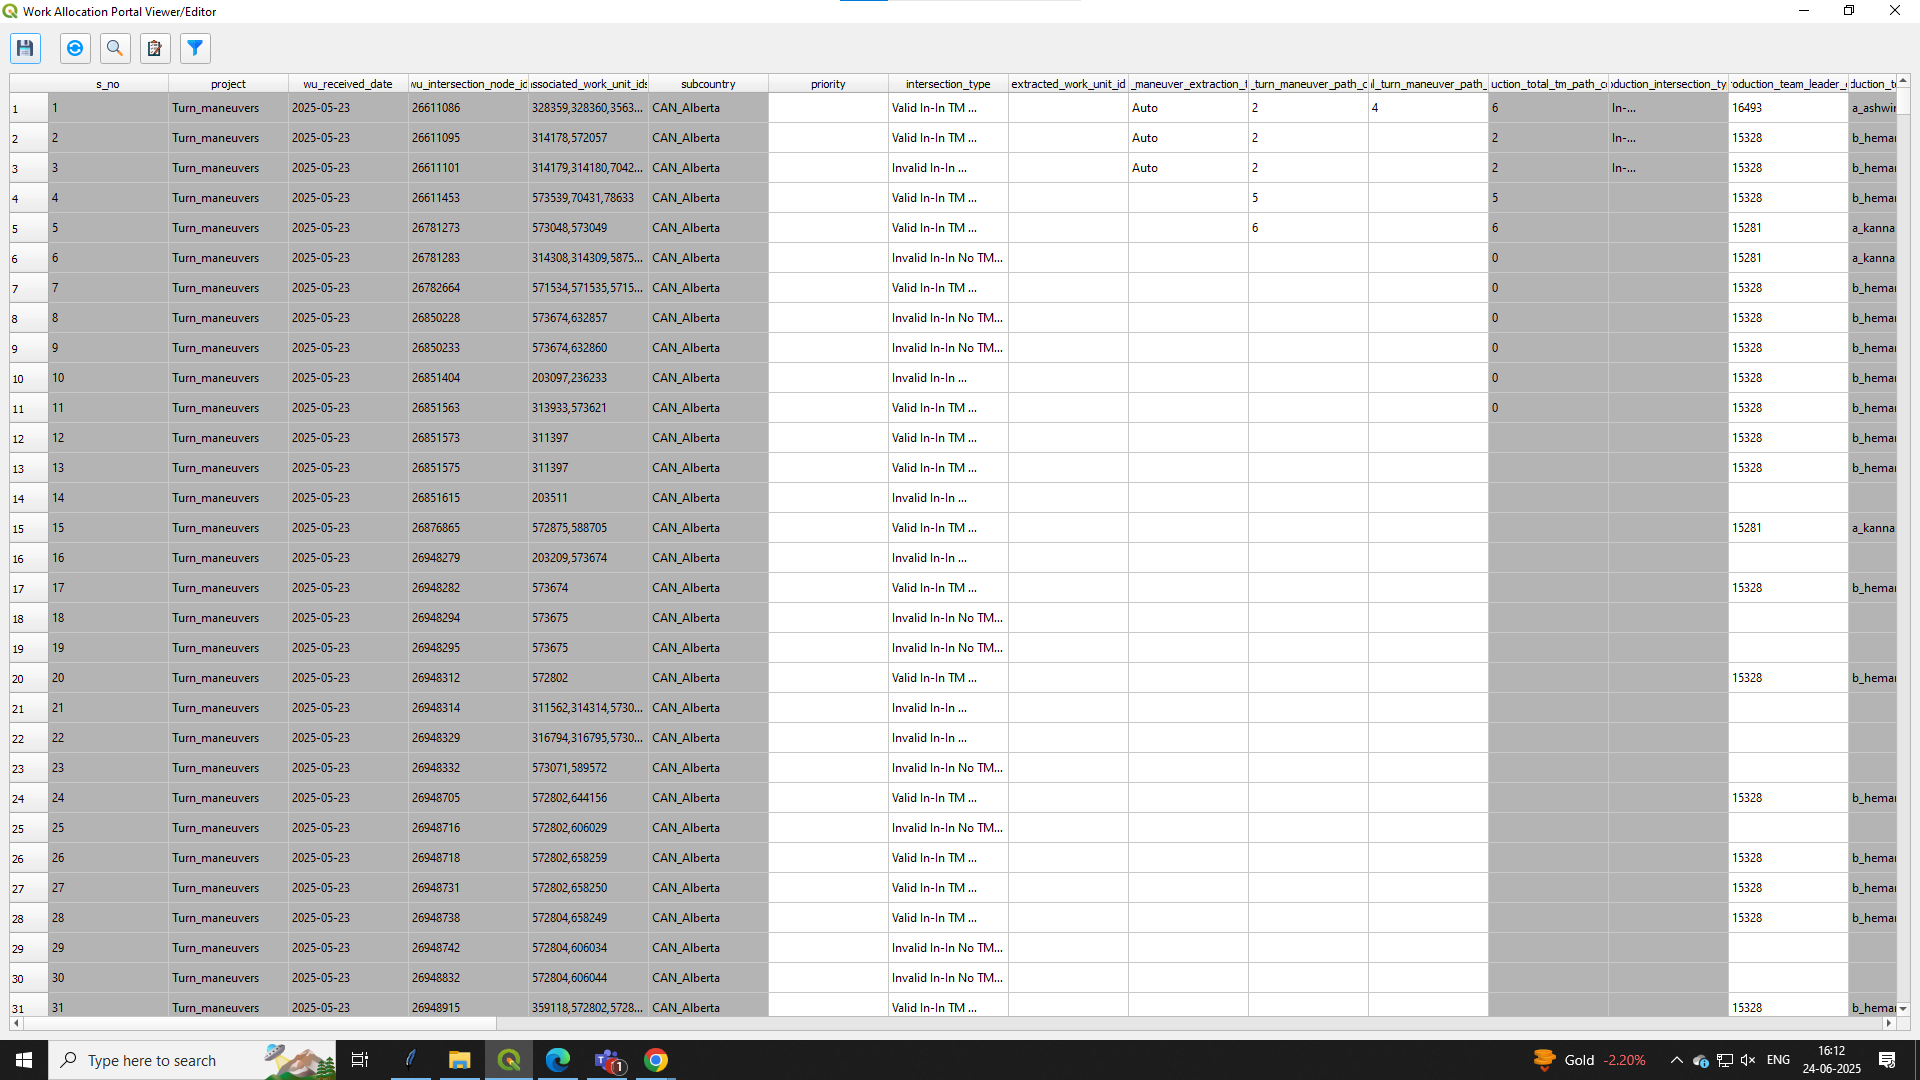 Work Allocation Portal Viewer/Editor
s_no project wu_received_date wu_intersection_node_id ssociated_work_unit_ids subcountry priority intersection_type extracted_work_unit_id _maneuver_extraction_t _turn_maneuver_path_c l_turn_maneuver_path_ uction_total_tm_path_c duction_intersection_ty roduction_team_leader_ duction_t
1 1 Turn_maneuvers 2025-05-23 26611086 328359,328360,3563... CAN_Alberta Valid In-In TM ... Auto 2 4 6 In-... 16493 a_ashwi
2 2 Turn_maneuvers 2025-05-23 26611095 314178,572057 CAN_Alberta Valid In-In TM ... Auto 2 2 In-... 15328 b_hema
3 3 Turn_maneuvers 2025-05-23 26611101 314179,314180,7042... CAN_Alberta Invalid In-In ... Auto 2 2 In-... 15328 b_hema
4 4 Turn_maneuvers 2025-05-23 26611453 573539,70431,78633 CAN_Alberta Valid In-In TM ... 5 5 15328 b_hema
5 5 Turn_maneuvers 2025-05-23 26781273 573048,573049 CAN_Alberta Valid In-In TM ... 6 6 15281 a_kanna
6 6 Turn_maneuvers 2025-05-23 26781283 314308,314309,5875... CAN_Alberta Invalid In-In No TM... 0 15281 a_kanna
7 7 Turn_maneuvers 2025-05-23 26782664 571534,571535,5715... CAN_Alberta Valid In-In TM ... 0 15328 b_hema
8 8 Turn_maneuvers 2025-05-23 26850228 573674,632857 CAN_Alberta Invalid In-In No TM... 0 15328 b_hema
9 9 Turn_maneuvers 2025-05-23 26850233 573674,632860 CAN_Alberta Invalid In-In No TM... 0 15328 b_hema
10 10 Turn_maneuvers 2025-05-23 26851404 203097,236233 CAN_Alberta Invalid In-In ... 0 15328 b_hema
11 11 Turn_maneuvers 2025-05-23 26851563 313933,573621 CAN_Alberta Valid In-In TM ... 0 15328 b_hema
12 12 Turn_maneuvers 2025-05-23 26851573 311397 CAN_Alberta Valid In-In TM ... 15328 b_hema
13 13 Turn_maneuvers 2025-05-23 26851575 311397 CAN_Alberta Valid In-In TM ... 15328 b_hema
14 14 Turn_maneuvers 2025-05-23 26851615 203511 CAN_Alberta Invalid In-In ...
15 15 Turn_maneuvers 2025-05-23 26876865 572875,588705 CAN_Alberta Valid In-In TM ... 15281 a_kanna
16 16 Turn_maneuvers 2025-05-23 26948279 203209,573674 CAN_Alberta Invalid In-In ...
17 17 Turn_maneuvers 2025-05-23 26948282 573674 CAN_Alberta Valid In-In TM ... 15328 b_hema
18 18 Turn_maneuvers 2025-05-23 26948294 573675 CAN_Alberta Invalid In-In No TM...
19 19 Turn_maneuvers 2025-05-23 26948295 573675 CAN_Alberta Invalid In-In No TM...
20 20 Turn_maneuvers 2025-05-23 26948312 572802 CAN_Alberta Valid In-In TM ... 15328 b_hema
21 21 Turn_maneuvers 2025-05-23 26948314 311562,314314,5730... CAN_Alberta Invalid In-In ...
22 22 Turn_maneuvers 2025-05-23 26948329 316794,316795,5730... CAN_Alberta Invalid In-In ...
23 23 Turn_maneuvers 2025-05-23 26948332 573071,589572 CAN_Alberta Invalid In-In No TM...
24 24 Turn_maneuvers 2025-05-23 26948705 572802,644156 CAN_Alberta Valid In-In TM ... 15328 b_hema
25 25 Turn_maneuvers 2025-05-23 26948716 572802,606029 CAN_Alberta Invalid In-In No TM...
26 26 Turn_maneuvers 2025-05-23 26948718 572802,658259 CAN_Alberta Valid In-In TM ... 15328 b_hema
27 27 Turn_maneuvers 2025-05-23 26948731 572802,658250 CAN_Alberta Valid In-In TM ... 15328 b_hema
28 28 Turn_maneuvers 2025-05-23 26948738 572804,658249 CAN_Alberta Valid In-In TM ... 15328 b_hema
29 29 Turn_maneuvers 2025-05-23 26948742 572804,606034 CAN_Alberta Invalid In-In No TM...
30 30 Turn_maneuvers 2025-05-23 26948832 572804,606044 CAN_Alberta Invalid In-In No TM...
31 31 Turn_maneuvers 2025-05-23 26948915 359118,572802,5728... CAN_Alberta Valid In-In TM ... 15328 b_hema
Type here to search 1 Gold -2.20% ENG 16:12
24-06-2025